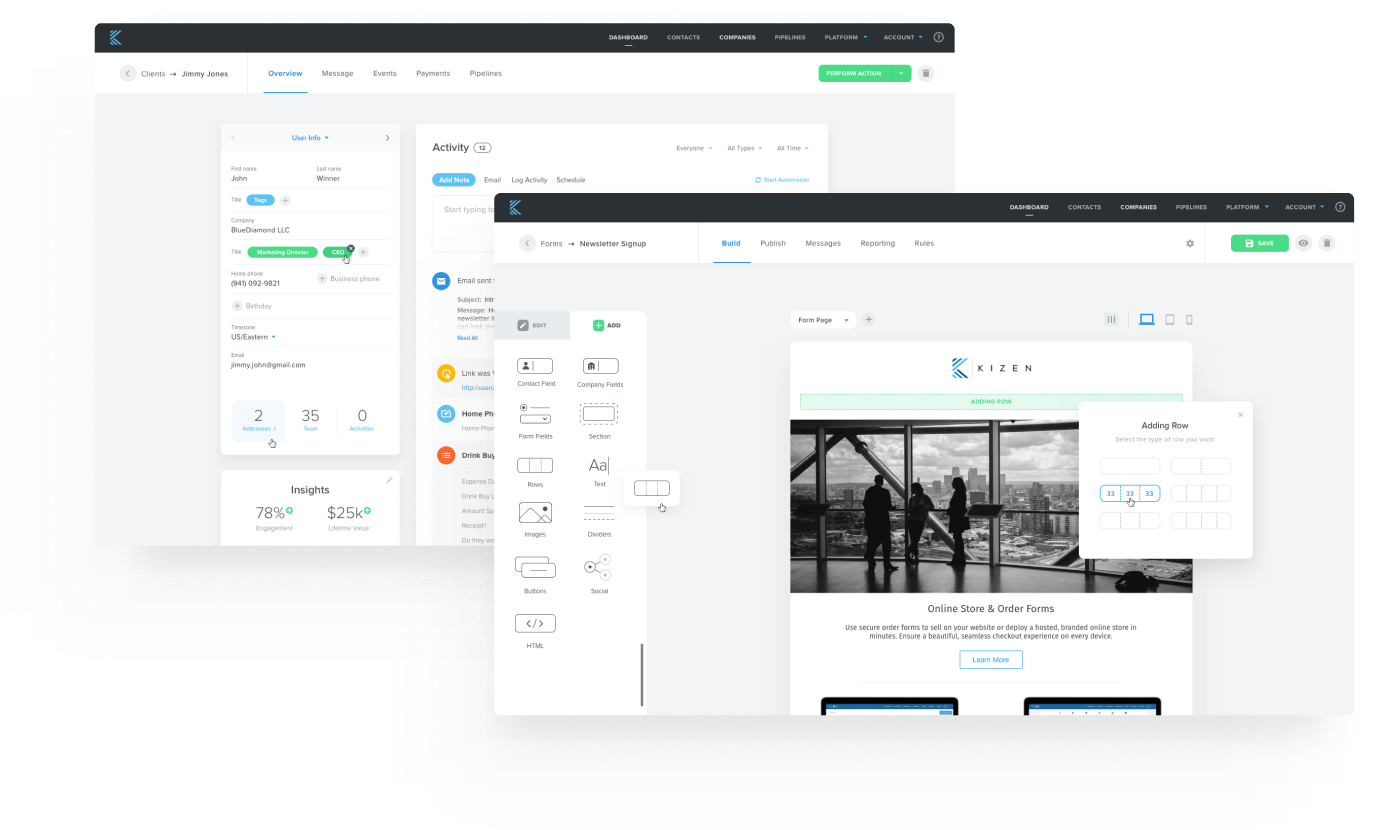 DASHBOARD CONTACTS COMPANIES PIPELINES PLATFORM ACCOUNT ?
Clients → Jimmy Jones Overview Message Events Payments Pipelines PERFORM ACTION
User Info
First name Last name
John Winner
Title Tags
Company
BlueDiamond LLC
Title Marketing Director CEO
Home phone
(941) 092-9821 Business phone
Birthday
Timezone
US/Eastern
Email
jimmy.john@gmail.com
2 35 0
Addresses Team Activities
Insights
78% $25k
Engagement Lifetime Value
Activity 12 Everyone All Types All Time
Add Note Email Log Activity Schedule Start Automation
Start typing
Email sent
Subject:
Message:
newsletter
can look
Read All
Link was
Home
Home
Drink Buy
Expense
Drink Buy
Amount
Receipt?
Do they
DASHBOARD CONTACTS COMPANIES PIPELINES PLATFORM ACCOUNT ?
Forms → Newsletter Signup Build Publish Messages Reporting Rules SAVE
EDIT ADD
Contact Field Company Fields
Form Fields Section
Rows Aa Text
Images Dividers
Buttons Social
</>
HTML
Form Page
KIZEN
ADDING ROW
Adding Row
Select the type of row you want
33 33 33
Online Store & Order Forms
Use secure order forms to sell on your website or deploy a hosted, branded online store in
minutes. Ensure a beautiful, seamless checkout experience on every device.
Learn More